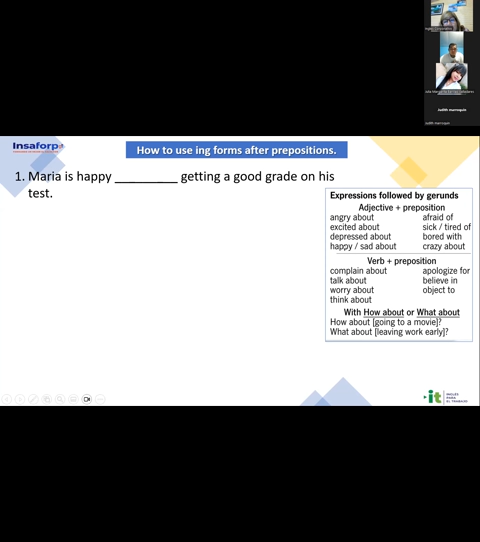 Judith marroquin
Judith marroquin
Insaforp
How to use ing forms after prepositions.
1. Maria is happy _________ getting a good grade on his
test.
Expressions followed by gerunds
Adjective + preposition
angry about afraid of
excited about sick / tired of
depressed about bored with
happy / sad about crazy about
Verb + preposition
complain about apologize for
talk about believe in
worry about object to
think about
With How about or What about
How about [going to a movie]?
What about [leaving work early]?
it
INGLÉS
PARA
EL TRABAJO